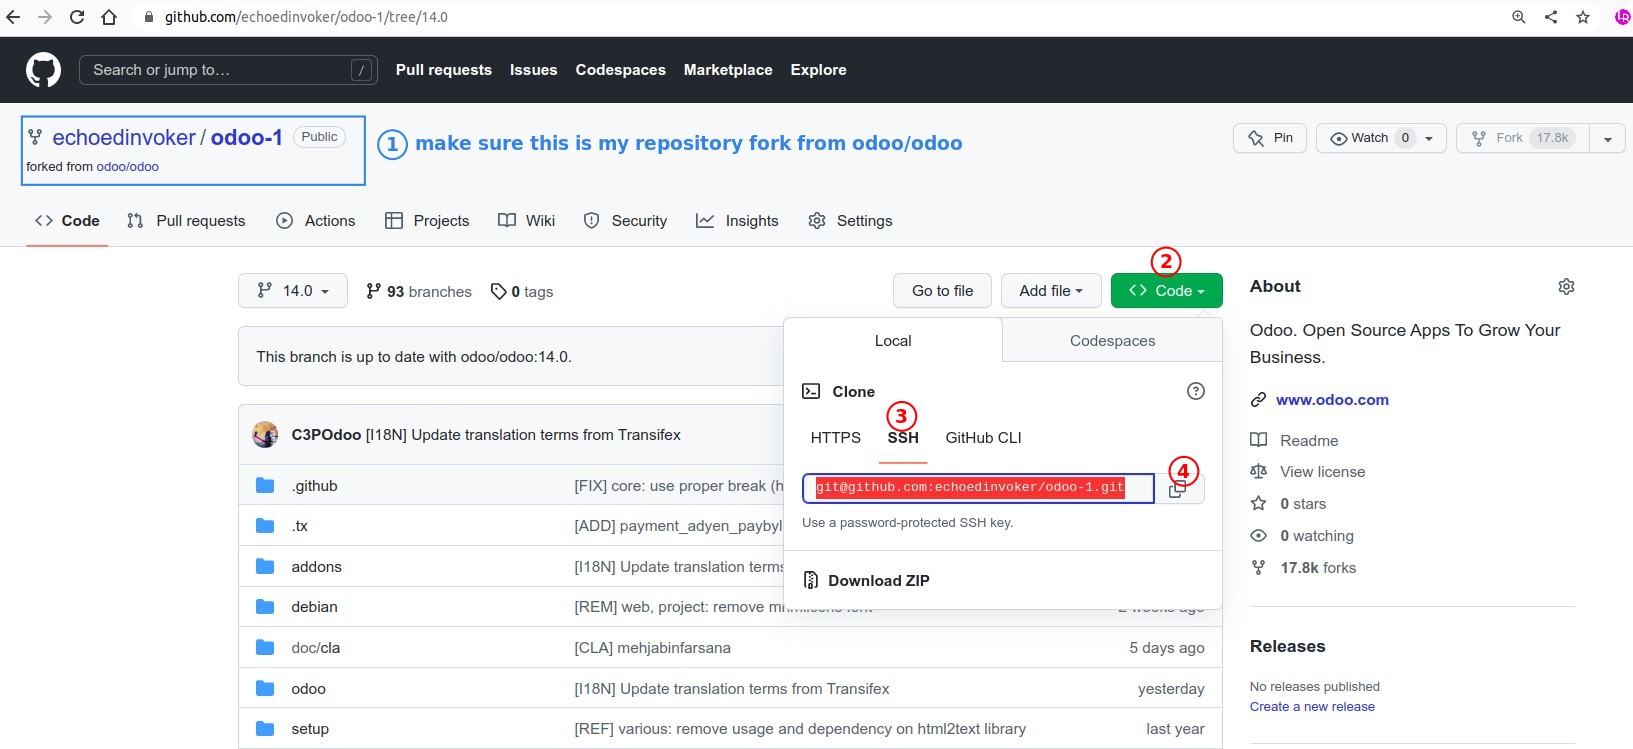 github.com/echoedinvoker/odoo-1/tree/14.0
LR
Search or jump to… / Pull requests Issues Codespaces Marketplace Explore
echoedinvoker / odoo-1 Public
forked from odoo/odoo
1 make sure this is my repository fork from odoo/odoo
Pin Watch 0 Fork 17.8k
Code Pull requests Actions Projects Wiki Security Insights Settings
14.0 93 branches 0 tags Go to file Add file 2 Code
This branch is up to date with odoo/odoo:14.0.
Local Codespaces
Clone
3
HTTPS SSH GitHub CLI
4
git@github.com:echoedinvoker/odoo-1.git
Use a password-protected SSH key.
Download ZIP
C3POdoo [I18N] Update translation terms from Transifex
.github [FIX] core: use proper break (h
.tx [ADD] payment_adyen_paybyl
addons [I18N] Update translation terms
debian [REM] web, project: remove
doc/cla [CLA] mehjabinfarsana 5 days ago
odoo [I18N] Update translation terms from Transifex yesterday
setup [REF] various: remove usage and dependency on html2text library last year
About
Odoo. Open Source Apps To Grow Your
Business.
www.odoo.com
Readme
View license
0 stars
0 watching
17.8k forks
Releases
No releases published
Create a new release